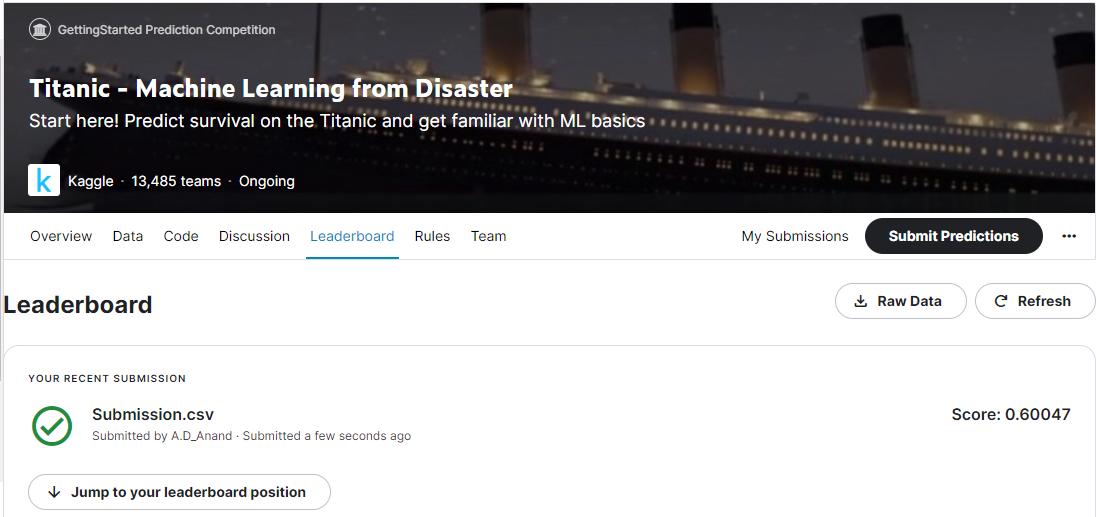 GettingStarted Prediction Competition
Titanic - Machine Learning from Disaster
Start here! Predict survival on the Titanic and get familiar with ML basics
k Kaggle · 13,485 teams · Ongoing
Overview Data Code Discussion Leaderboard Rules Team My Submissions Submit Predictions
Leaderboard Raw Data Refresh
YOUR RECENT SUBMISSION
Submission.csv Score: 0.60047
Submitted by A.D_Anand · Submitted a few seconds ago
Jump to your leaderboard position